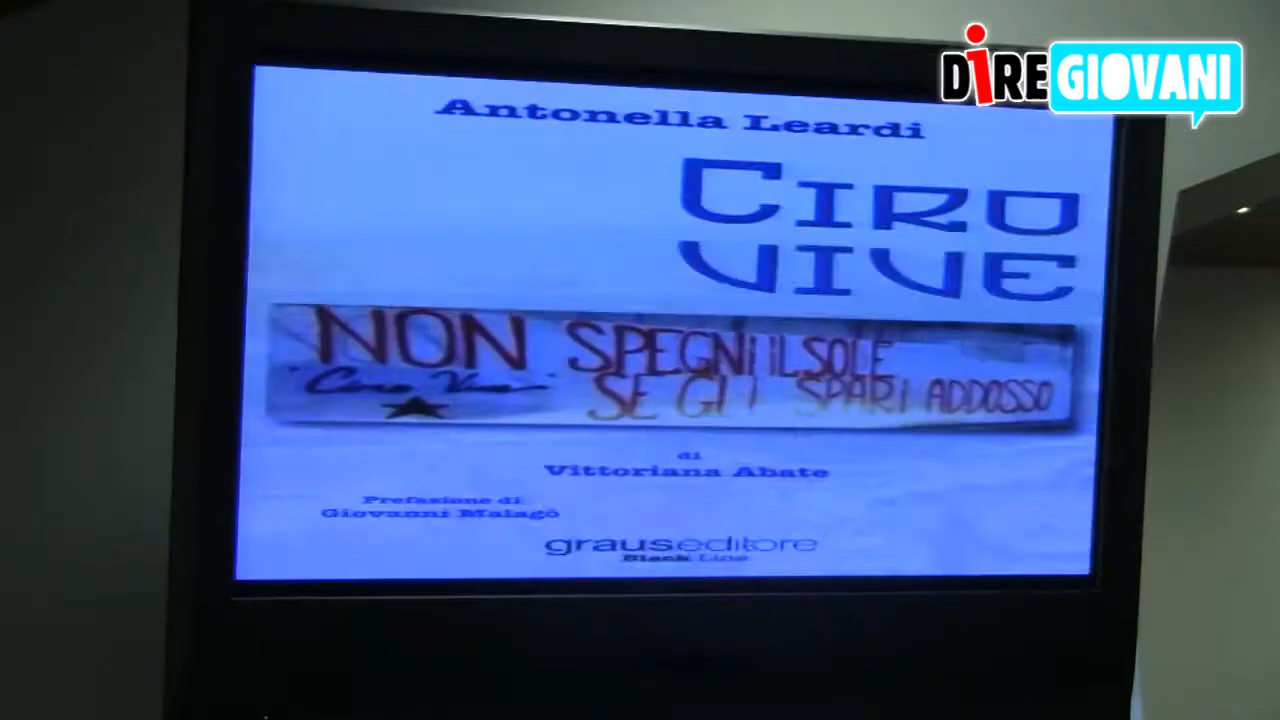 DIRE GIOVANI
Antonella Leardi
CIRO
VIVE
NON SPEGNI IL SOLE
"Ciro Vive" SE GLI SPARI ADDOSSO
di
Vittoriana Abate
Prefazione di
Giovanni Malagò
grauseditore
Black Line